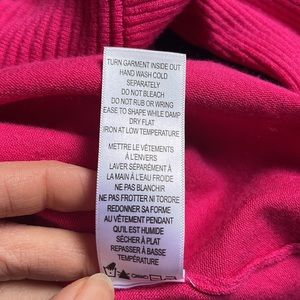 TURN GARMENT INSIDE OUT
HAND WASH COLD
SEPARATELY
DO NOT BLEACH
DO NOT RUB OR WRING
EASE TO SHAPE WHILE DAMP
DRY FLAT
IRON AT LOW TEMPERATURE
METTRE LE VÊTEMENTS
À L'ENVERS
LAVER SÉPARÉMENT À
LA MAIN À L'EAU FROIDE
NE PAS BLANCHIR
NE PAS FROTTER NI TORDRE
REDONNER SA FORME
AU VÊTEMENT PENDANT
QU'IL EST HUMIDE
SÉCHER À PLAT
REPASSER À BASSE
TEMPÉRATURE